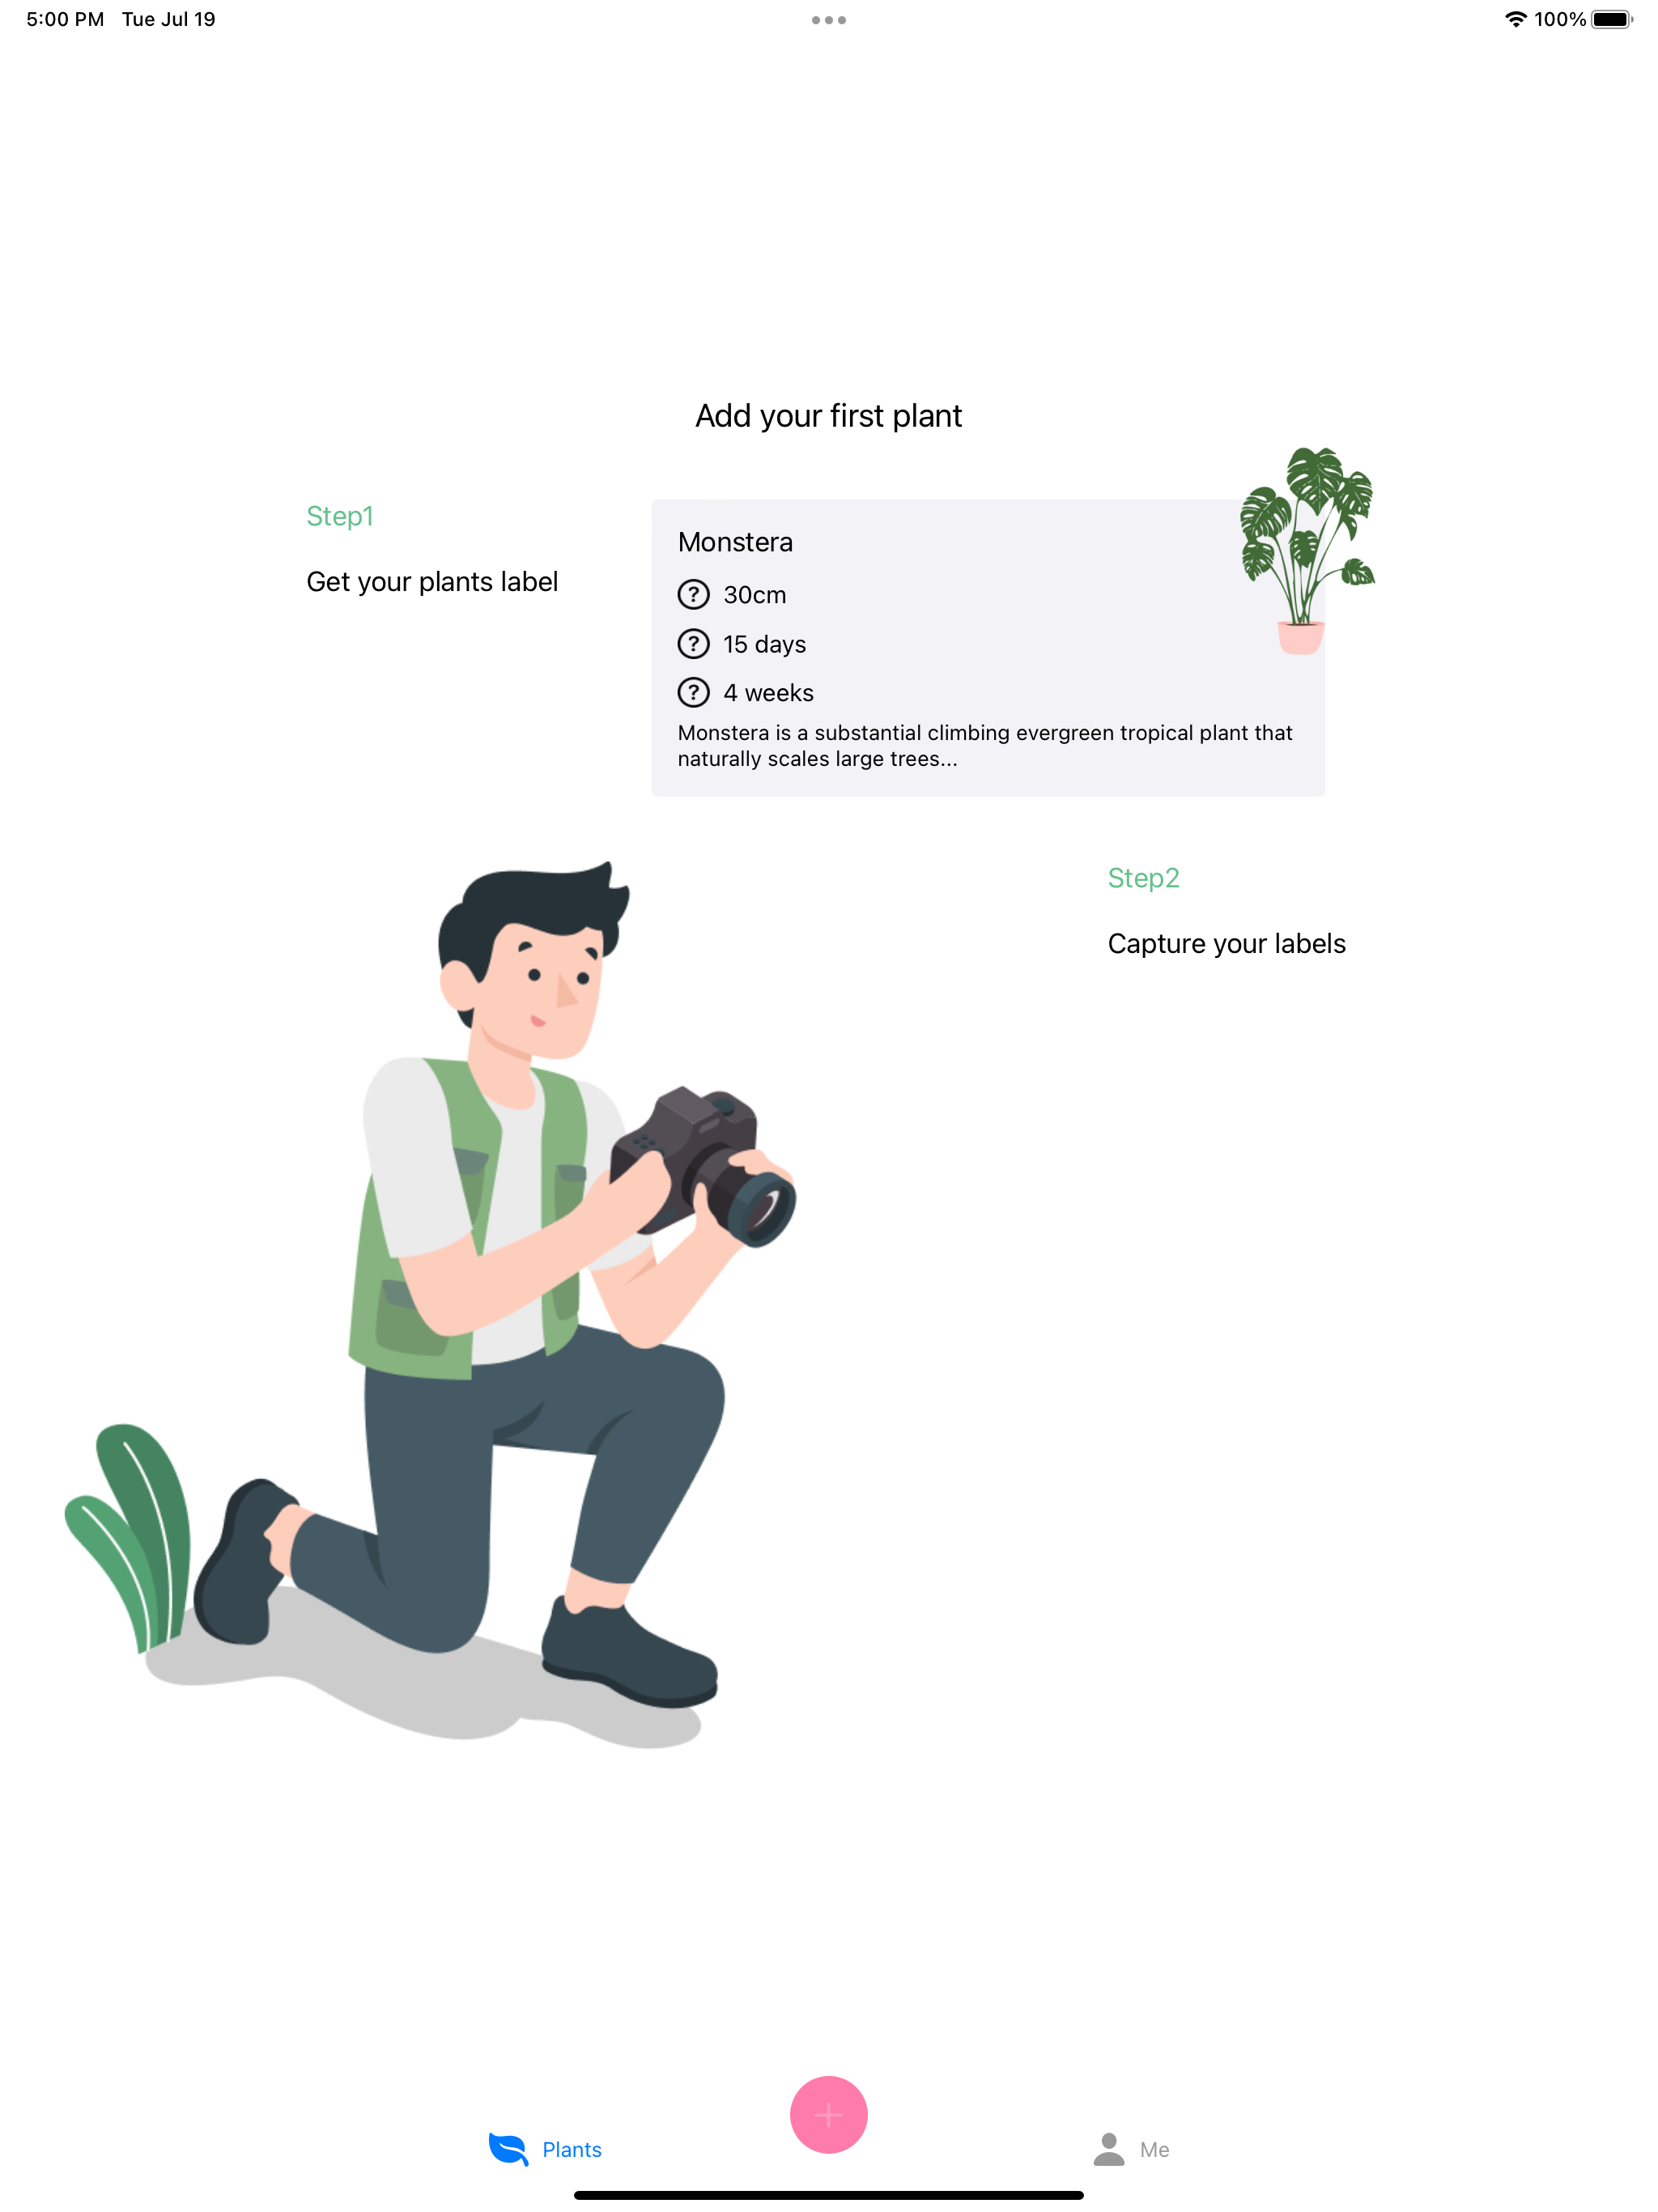 5:00 PM Tue Jul 19
100%
Add your first plant
Step1
Get your plants label
Monstera
30cm
15 days
4 weeks
Monstera is a substantial climbing evergreen tropical plant that
naturally scales large trees...
Step2
Capture your labels
Plants
Me